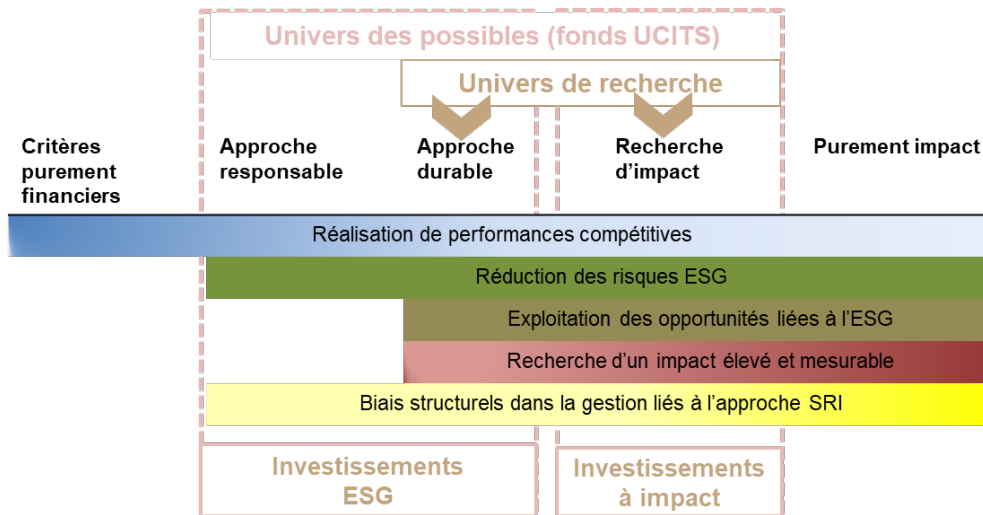 Univers des possibles (fonds UCITS)
Univers de recherche
Critères
purement
financiers
Approche
responsable
Approche
durable
Recherche
d'impact
Purement impact
Réalisation de performances compétitives
Réduction des risques ESG
Exploitation des opportunités liées à l'ESG
Recherche d'un impact élevé et mesurable
Biais structurels dans la gestion liés à l'approche SRI
Investissements
ESG
Investissements
à impact